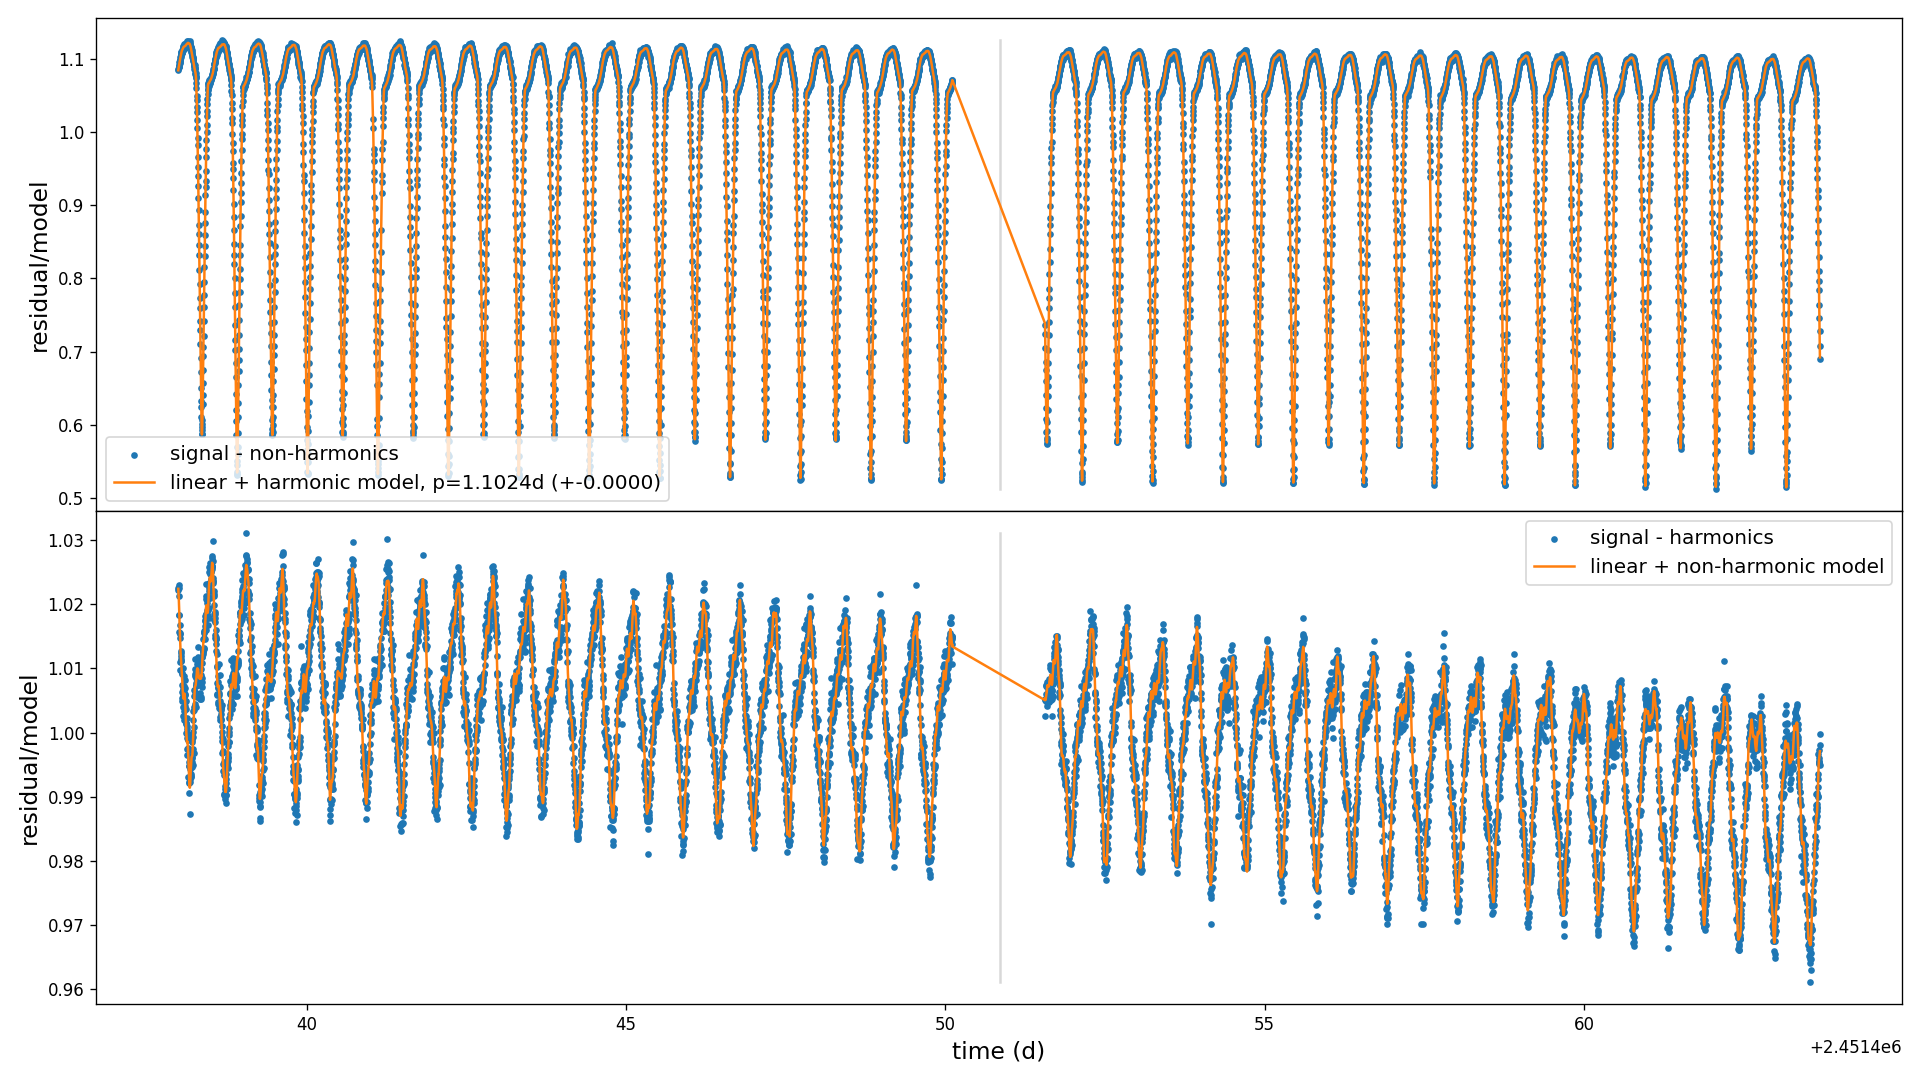 1.1
1.0
0.9
0.8
0.7
0.6
0.5
residual/model
signal - non-harmonics
linear + harmonic model, p=1.1024d (+-0.0000)
1.03
1.02
1.01
1.00
0.99
0.98
0.97
0.96
residual/model
signal - harmonics
linear + non-harmonic model
40
45
50
55
60
time (d)
+2.4514e6